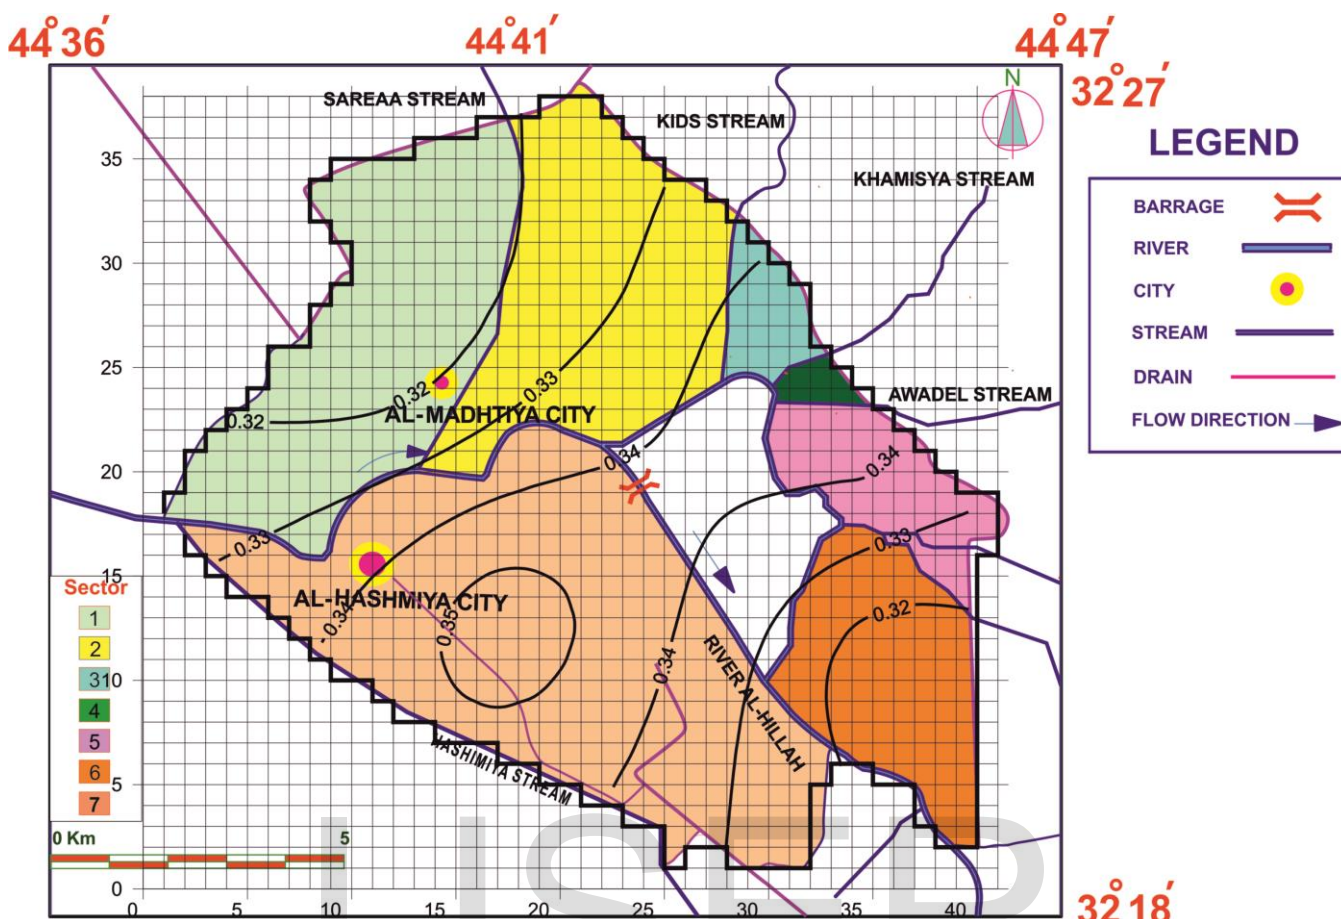 44°36′
44°41′
44°47′
32°27′
SAREAA STREAM
KIDS STREAM
N
KHAMISYA STREAM
LEGEND
BARRAGE
RIVER
CITY
STREAM
DRAIN
FLOW DIRECTION
35
30
25
20
15
10
5
0
0.32
0.32
0.33
AL-MADHTIYA CITY
AWADEL STREAM
0.34
0.34
0.33
0.33
0.32
AL-HASHMIYA CITY
0.34
0.35
0.34
RIVER AL-HILLAH
HASHIMIYA STREAM
Sector
1
2
3
4
5
6
7
0 Km
5
0
5
10
15
20
25
30
35
40
32°18′
IJSER